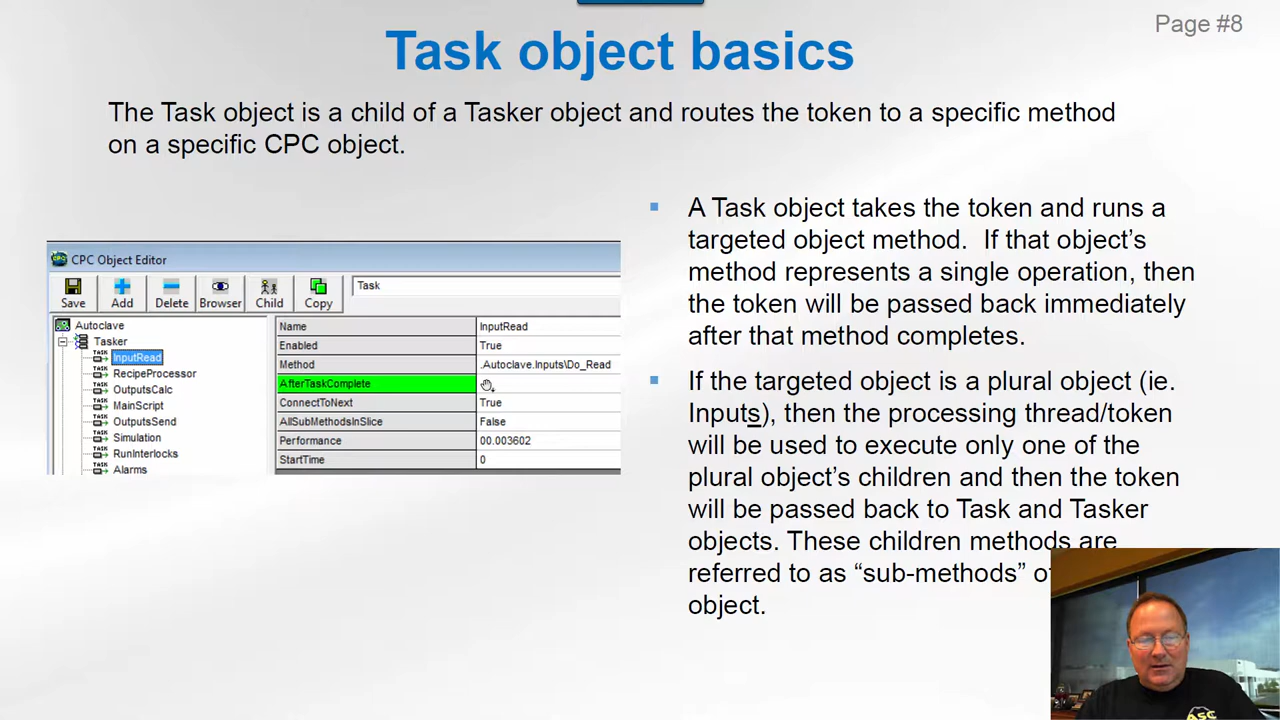 Page #8
Task object basics
The Task object is a child of a Tasker object and routes the token to a specific method
on a specific CPC object.
CPC Object Editor
Save Add Delete Browser Child Copy Task
Autoclave
Tasker
InputRead
RecipeProcessor
OutputsCalc
MainScript
OutputsSend
Simulation
RunInterlocks
Alarms
Name InputRead
Enabled True
Method .Autoclave.Inputs\Do_Read
AfterTaskComplete
ConnectToNext True
AllSubMethodsInSlice False
Performance 00.003602
StartTime 0
A Task object takes the token and runs a
targeted object method. If that object's
method represents a single operation, then
the token will be passed back immediately
after that method completes.
If the targeted object is a plural object (ie.
Inputs), then the processing thread/token
will be used to execute only one of the
plural object's children and then the token
will be passed back to Task and Tasker
objects. These children methods are
referred to as “sub-methods”
object.
ASC